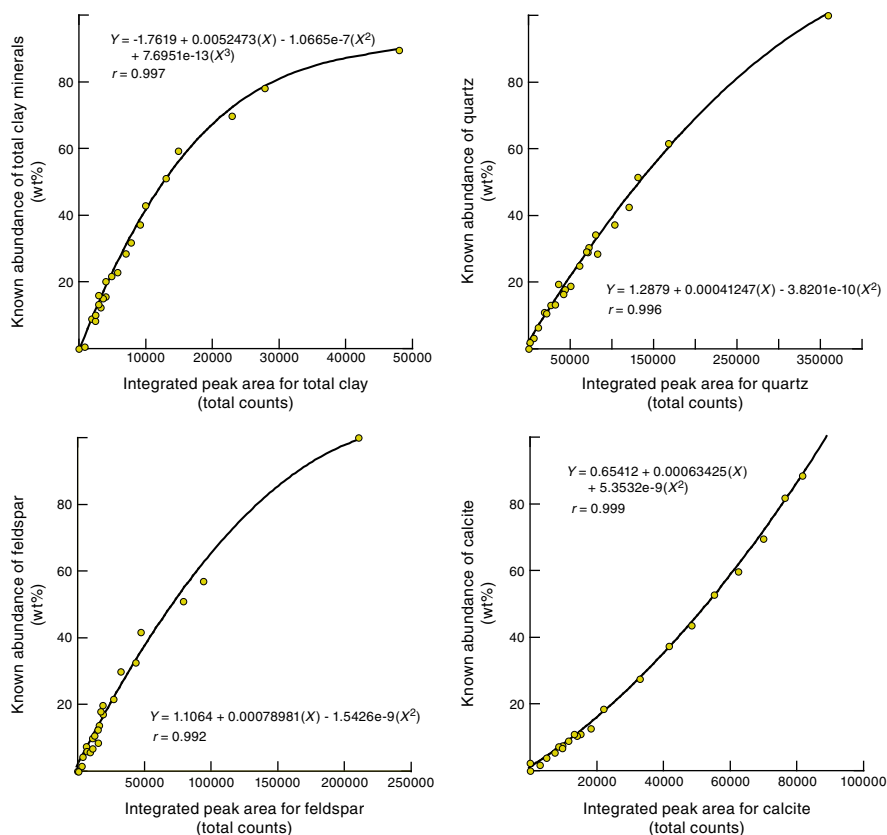 Y = -1.7619 + 0.0052473(X) - 1.0665e-7(X²)
+ 7.6951e-13(X³)
r = 0.997
Known abundance of total clay minerals
(wt%)
80
60
40
20
10000 20000 30000 40000 50000
Integrated peak area for total clay
(total counts)
Known abundance of quartz
(wt%)
100
80
60
40
20
Y = 1.2879 + 0.00041247(X) - 3.8201e-10(X²)
r = 0.996
50000 150000 250000 350000
Integrated peak area for quartz
(total counts)
Known abundance of feldspar
(wt%)
80
60
40
20
Y = 1.1064 + 0.00078981(X) - 1.5426e-9(X²)
r = 0.992
50000 100000 150000 200000 250000
Integrated peak area for feldspar
(total counts)
Y = 0.65412 + 0.00063425(X)
+ 5.3532e-9(X²)
r = 0.999
Known abundance of calcite
(wt%)
80
60
40
20
20000 40000 60000 80000 100000
Integrated peak area for calcite
(total counts)